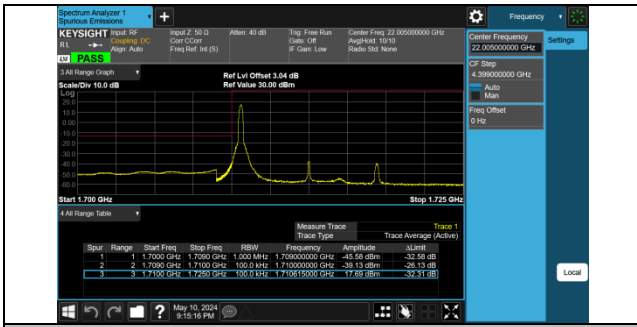 Spectrum Analyzer 1
Spurious Emissions
Frequency
KEYSIGHT
Input: RF
Input Z: 50 Ω
Atten: 40 dB
Trig: Free Run
Center Freq: 22.005000000 GHz
RL
Coupling: DC
Corr CCorr
Gate: Off
Avg|Hold: 10/10
Align: Auto
Freq Ref: Int (S)
IF Gain: Low
Radio Std: None
LXI PASS
Center Frequency
22.005000000 GHz
Settings
CF Step
4.399000000 GHz
Auto
Man
Freq Offset
0 Hz
3 All Range Graph
Ref Lvl Offset 3.04 dB
Scale/Div 10.0 dB
Ref Value 30.00 dBm
Log
20.0
10.0
0.00
-10.0
-20.0
-30.0
-40.0
-50.0
-60.0
Start 1.700 GHz
Stop 1.725 GHz
4 All Range Table
Measure Trace Trace 1
Trace Type Trace Average (Active)
Spur Range Start Freq Stop Freq RBW Frequency Amplitude ΔLimit
1 1 1.7000 GHz 1.7090 GHz 1.000 MHz 1.709000000 GHz -45.58 dBm -32.58 dB
2 2 1.7090 GHz 1.7100 GHz 100.0 kHz 1.710000000 GHz -39.13 dBm -26.13 dB
3 3 1.7100 GHz 1.7250 GHz 100.0 kHz 1.710615000 GHz 17.69 dBm -32.31 dB
Local
?
May 10, 2024
9:15:16 PM